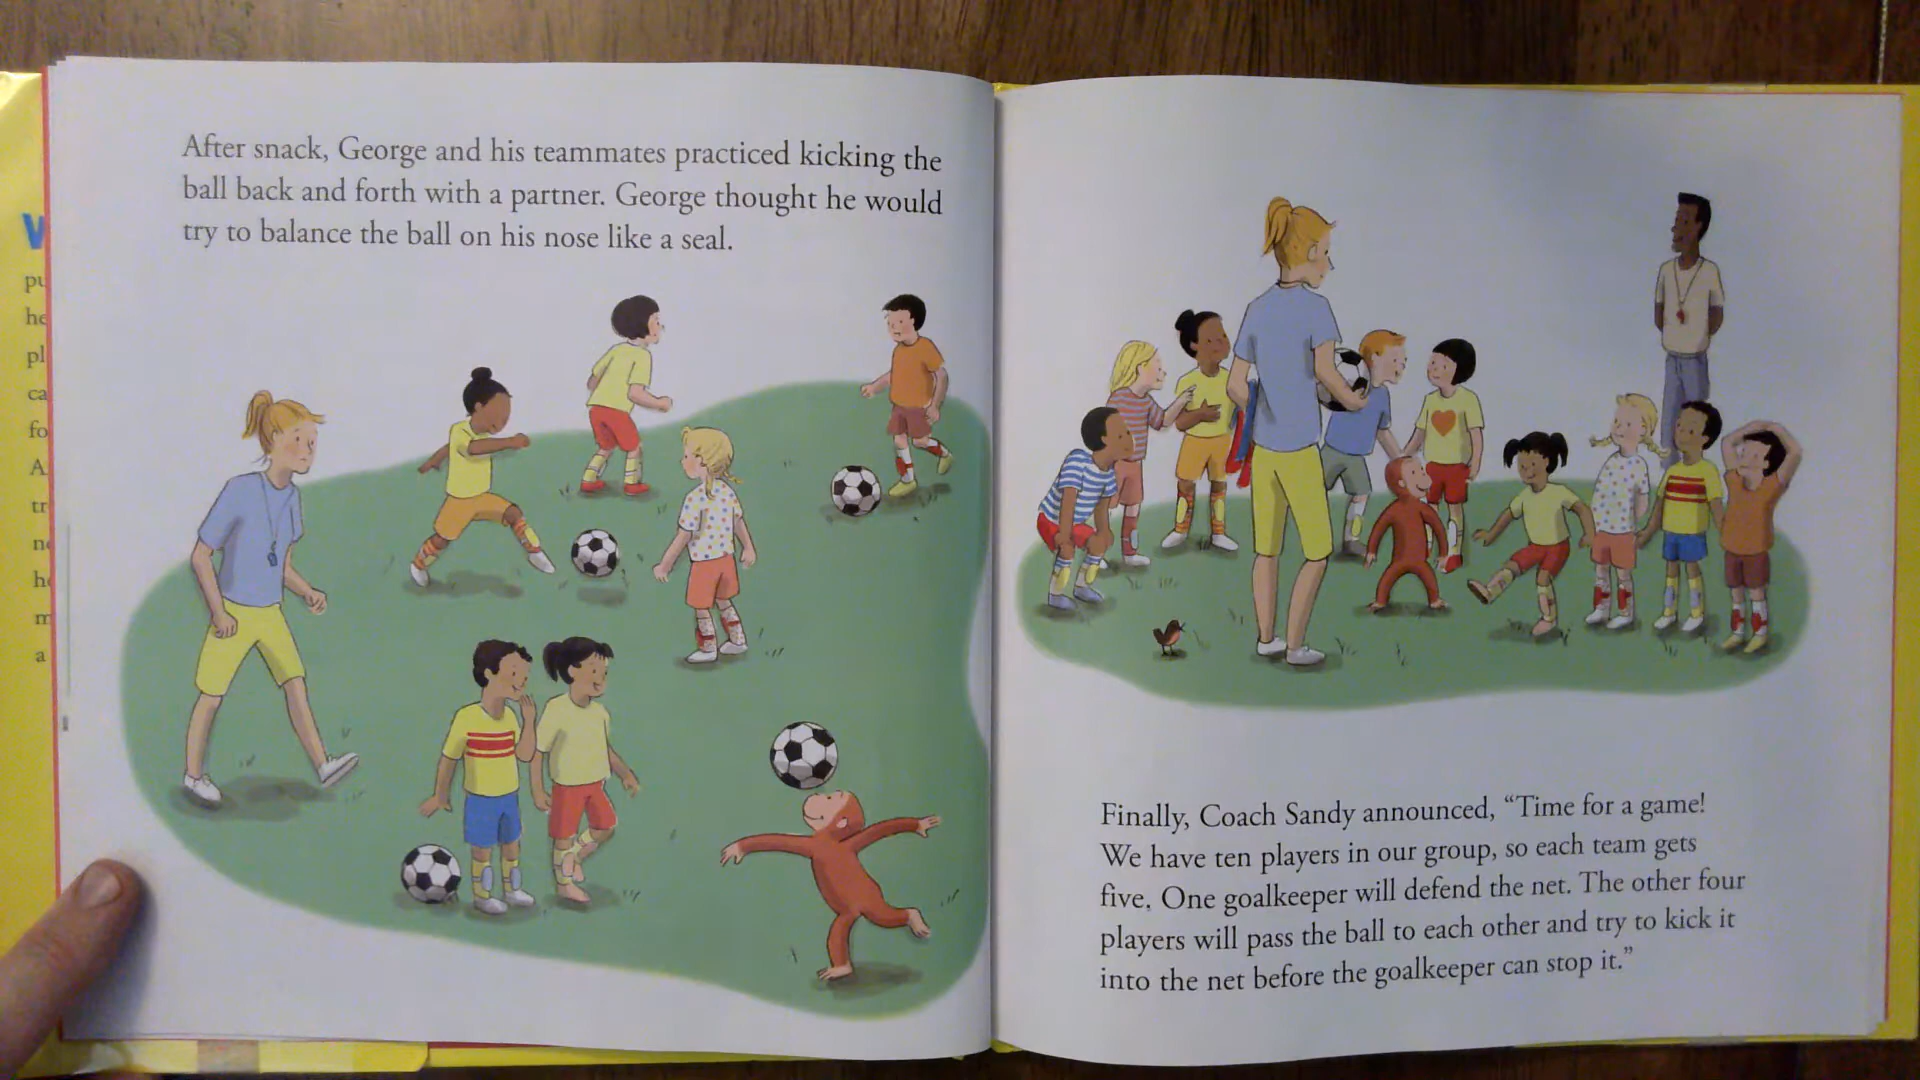 After snack, George and his teammates practiced kicking the
ball back and forth with a partner. George thought he would
try to balance the ball on his nose like a seal.
Finally, Coach Sandy announced, “Time for a game!
We have ten players in our group, so each team gets
five. One goalkeeper will defend the net. The other four
players will pass the ball to each other and try to kick it
into the net before the goalkeeper can stop it.”